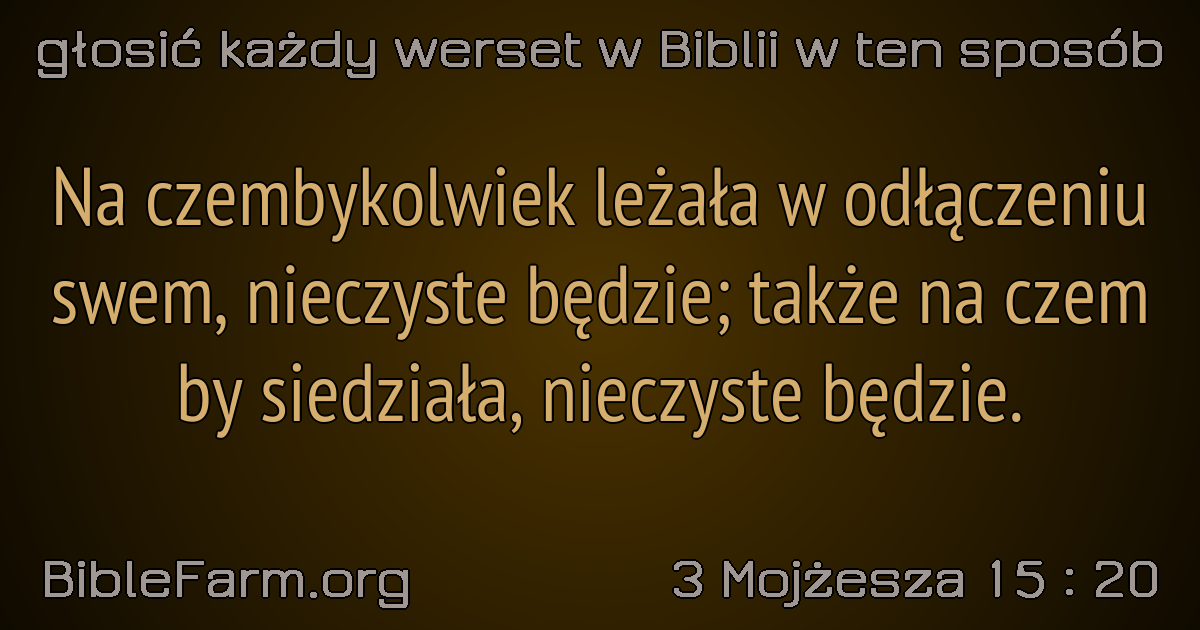 głosić każdy werset w Biblii w ten sposób
Na czembykolwiek leżała w odłączeniu
swem, nieczyste będzie; także na czem
by siedziała, nieczyste będzie.
BibleFarm.org
3 Mojżesza 15 : 20